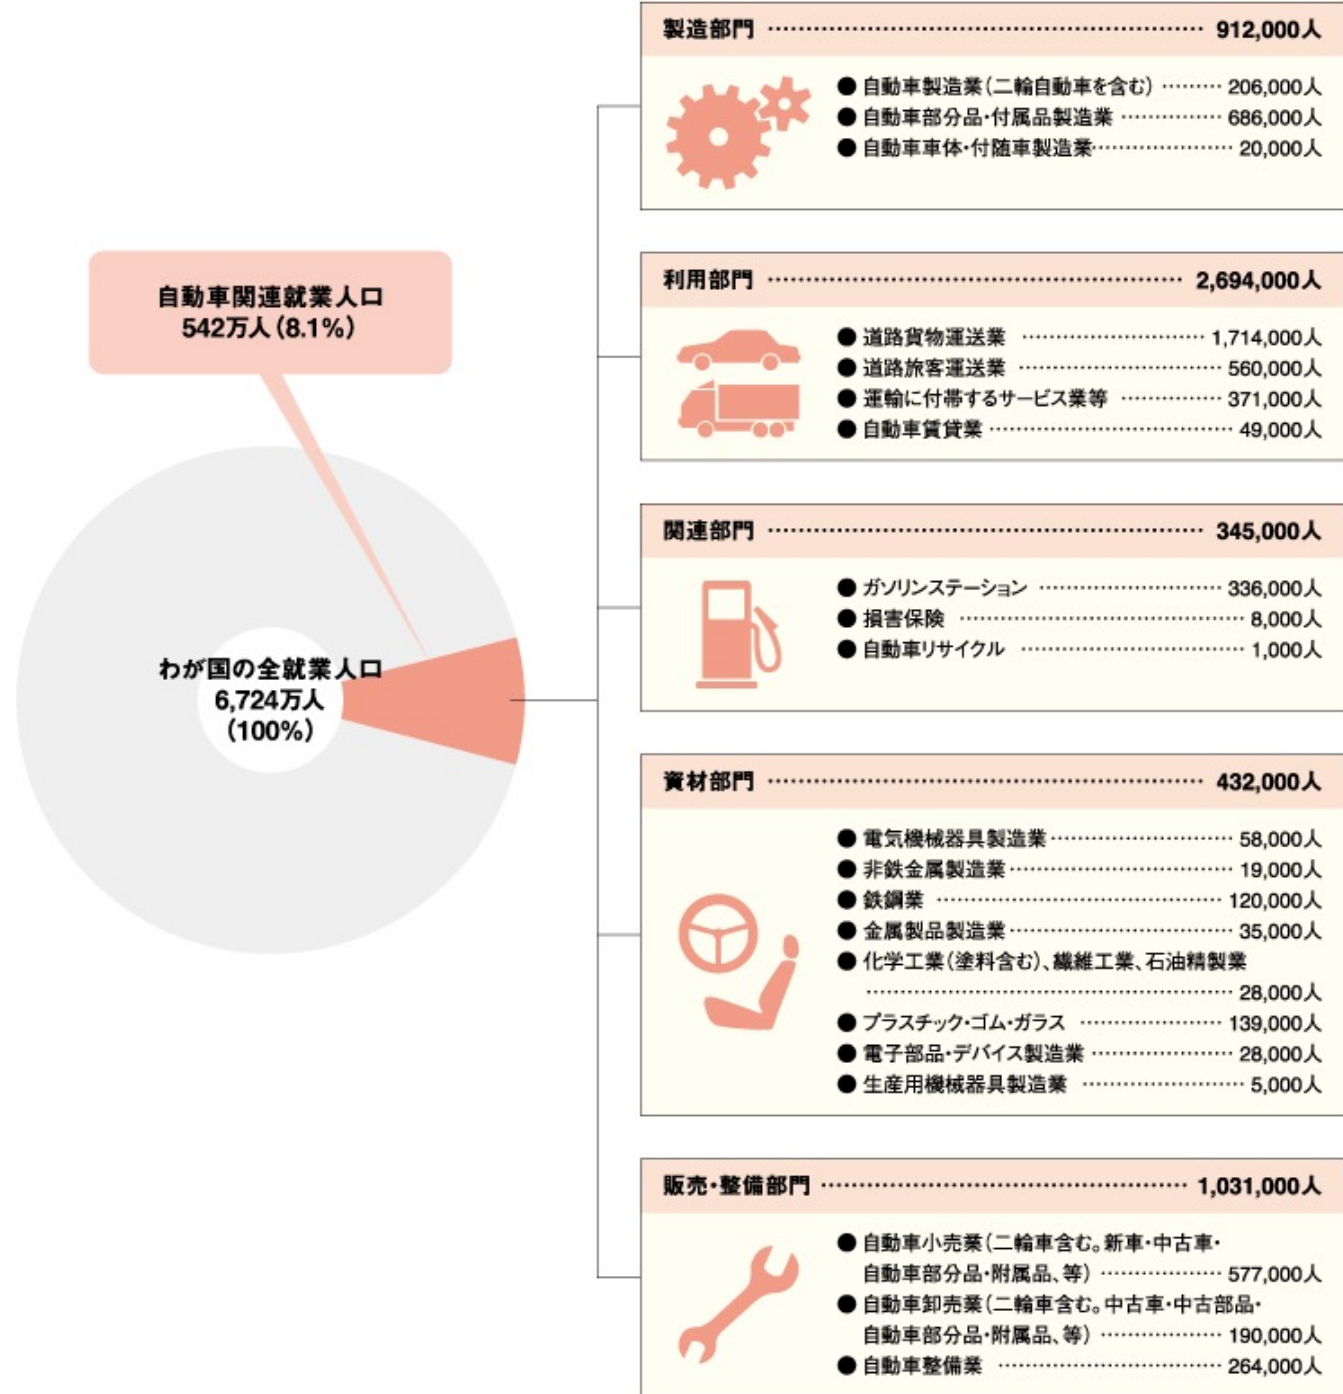 自動車関連就業人口
542万人(8.1%)
わが国の全就業人口
6,724万人
(100%)
製造部門 912,000人
●自動車製造業(二輪自動車を含む) 206,000人
●自動車部分品・付属品製造業 686,000人
●自動車車体・付随車製造業 20,000人
利用部門 2,694,000人
●道路貨物運送業 1,714,000人
●道路旅客運送業 560,000人
●運輸に付帯するサービス業等 371,000人
●自動車賃貸業 49,000人
関連部門 345,000人
●ガソリンステーション 336,000人
●損害保険 8,000人
●自動車リサイクル 1,000人
資材部門 432,000人
●電気機械器具製造業 58,000人
●非鉄金属製造業 19,000人
●鉄鋼業 120,000人
●金属製品製造業 35,000人
●化学工業(塗料含む)、繊維工業、石油精製業
28,000人
●プラスチック・ゴム・ガラス 139,000人
●電子部品・デバイス製造業 28,000人
●生産用機械器具製造業 5,000人
販売・整備部門 1,031,000人
●自動車小売業(二輪車含む。新車・中古車・
自動車部分品・附属品、等) 577,000人
●自動車卸売業(二輪車含む。中古車・中古部品・
自動車部分品・附属品、等) 190,000人
●自動車整備業 264,000人